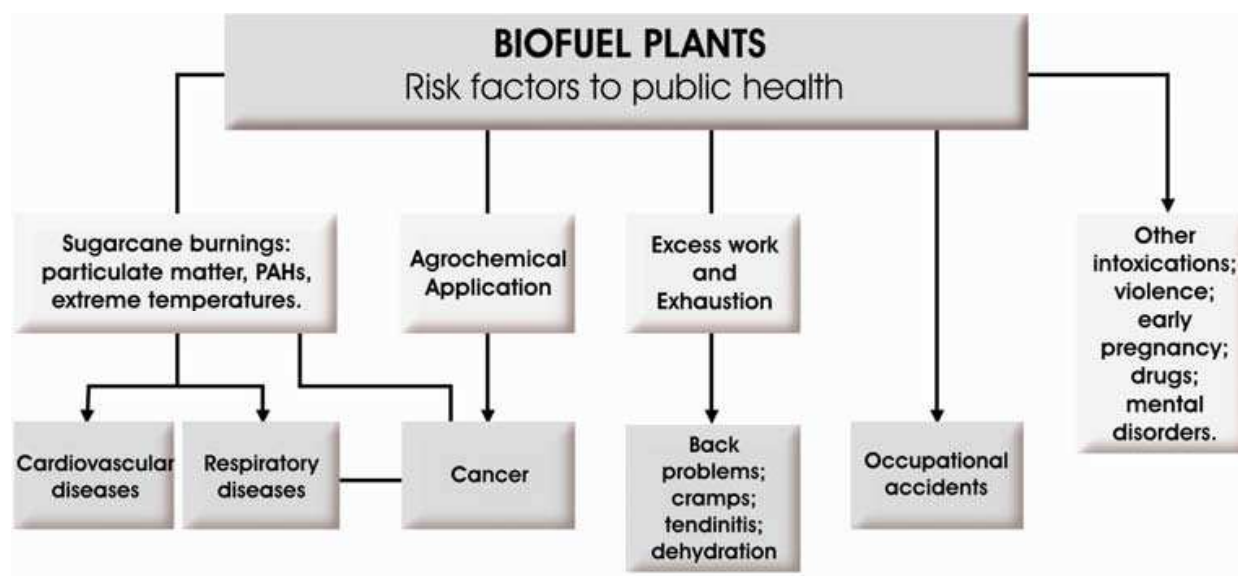 BIOFUEL PLANTS
Risk factors to public health
Sugarcane burnings:
particulate matter, PAHs,
extreme temperatures.
Agrochemical
Application
Excess work
and
Exhaustion
Other
intoxications;
violence;
early
pregnancy;
drugs;
mental
disorders.
Cardiovascular
diseases
Respiratory
diseases
Cancer
Back
problems;
cramps;
tendinitis;
dehydration
Occupational
accidents